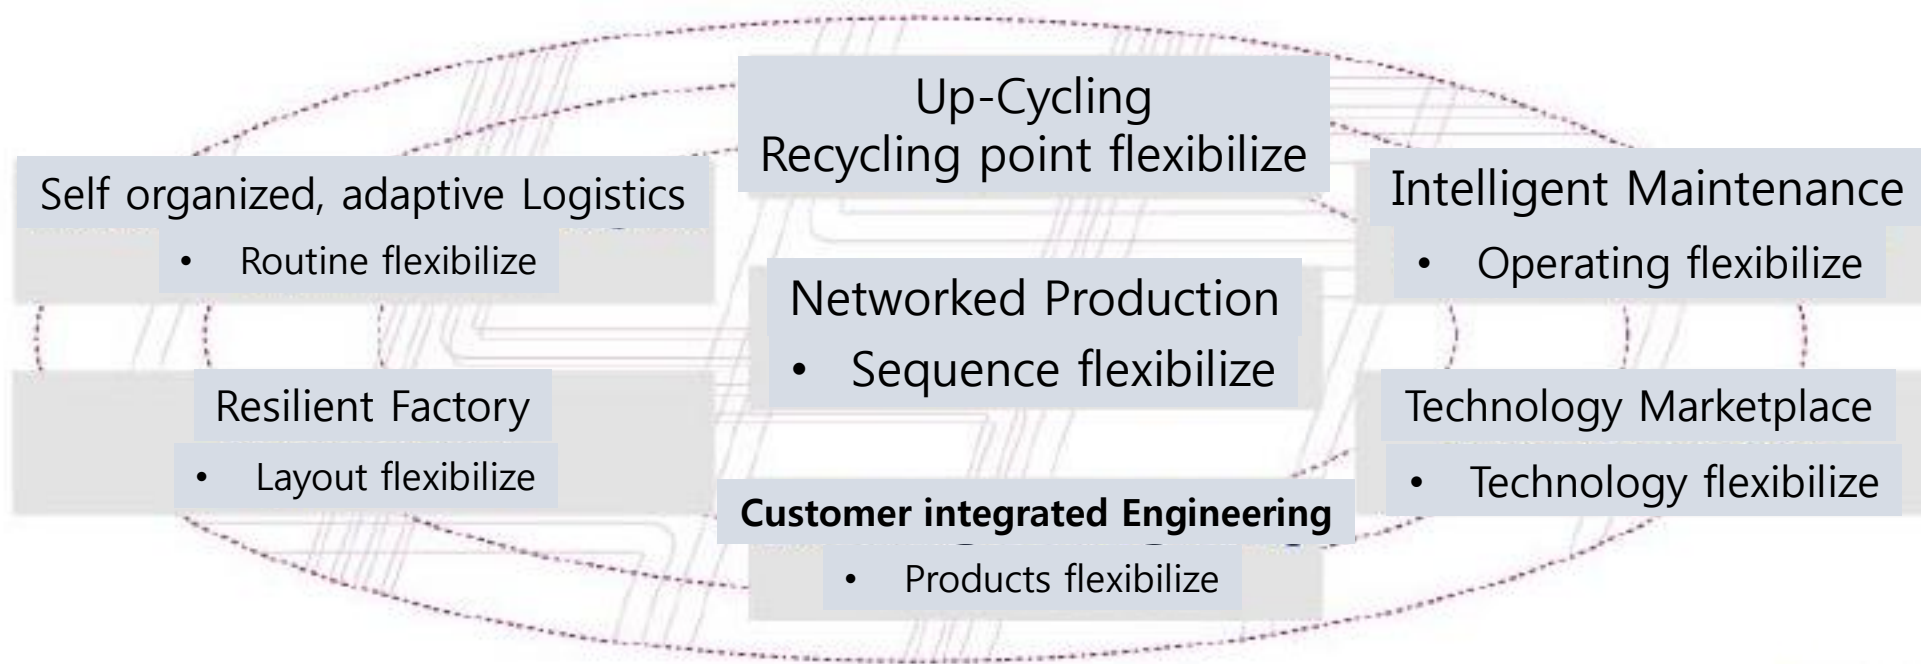 Up-Cycling
Recycling point flexibilize
Self organized, adaptive Logistics
• Routine flexibilize
Intelligent Maintenance
• Operating flexibilize
Networked Production
• Sequence flexibilize
Resilient Factory
• Layout flexibilize
Technology Marketplace
• Technology flexibilize
Customer integrated Engineering
• Products flexibilize